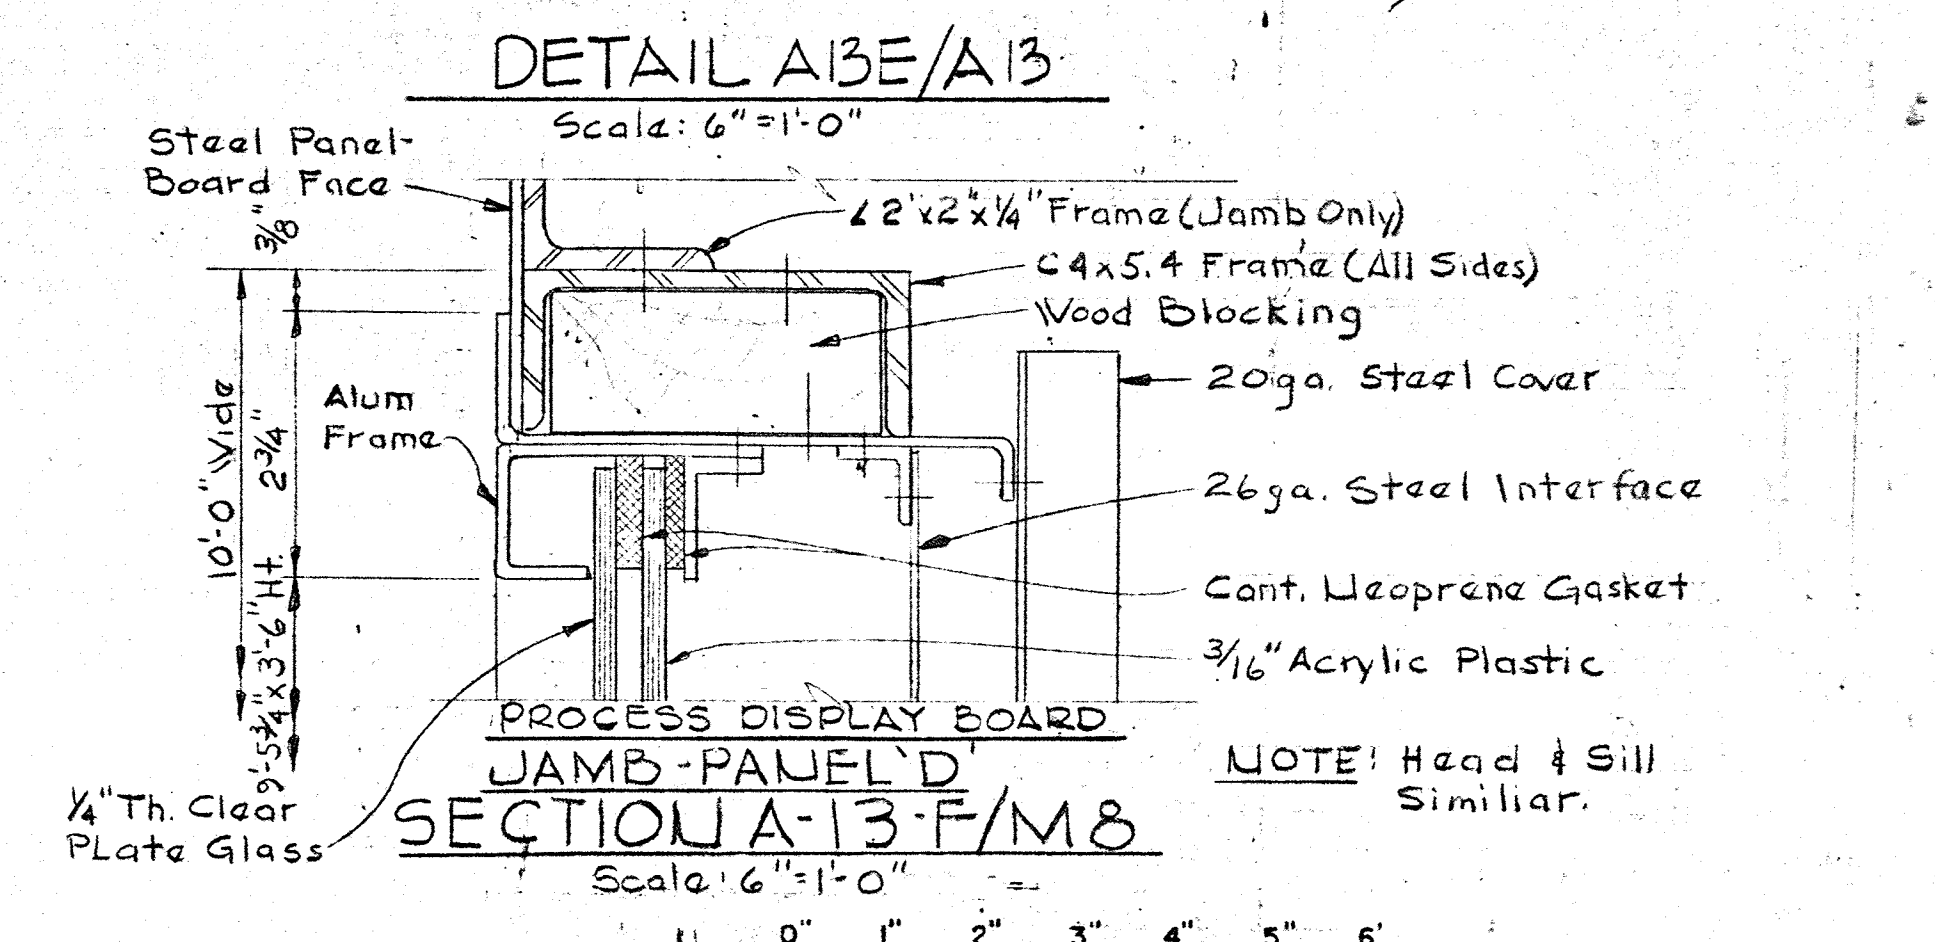 DETAIL A13E/A13
Scale: 6"=1'-0"
Steel Panel-
Board Face
∠ 2'x2"x1/4" Frame (Jamb Only)
C 4x5.4 Frame (All Sides)
Wood Blocking
20ga. Steel Cover
3/8"
10'-0" Wide
2 3/4"
9'-5 3/4" x 3'-6" Ht.
Alum
Frame
26ga. Steel Interface
Cont. Neoprene Gasket
3/16" Acrylic Plastic
1/4" Th. Clear
PLate Glass
PROCESS DISPLAY BOARD
JAMB-PANEL 'D'
SECTION A-13-F/M8
Scale: 6"=1'-0"
NOTE: Head & Sill
Similiar.
0" 1" 2" 3" 4" 5" 6'